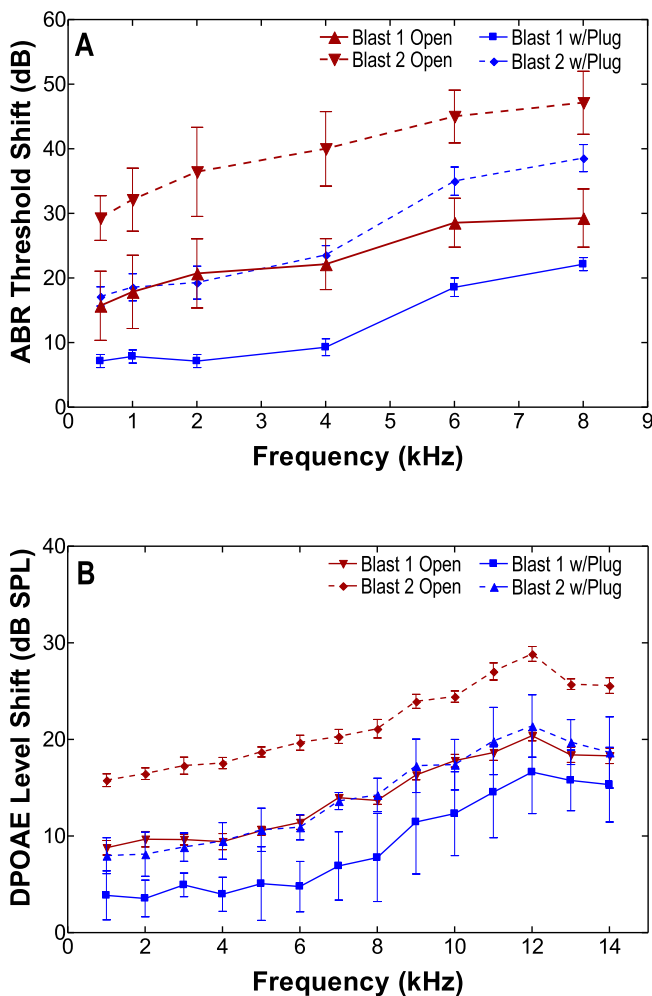 A
Blast 1 Open
Blast 1 w/Plug
Blast 2 Open
Blast 2 w/Plug
ABR Threshold Shift (dB)
60
50
40
30
20
10
0
0 1 2 3 4 5 6 7 8 9
Frequency (kHz)
B
Blast 1 Open
Blast 1 w/Plug
Blast 2 Open
Blast 2 w/Plug
DPOAE Level Shift (dB SPL)
40
30
20
10
0
0 2 4 6 8 10 12 14
Frequency (kHz)